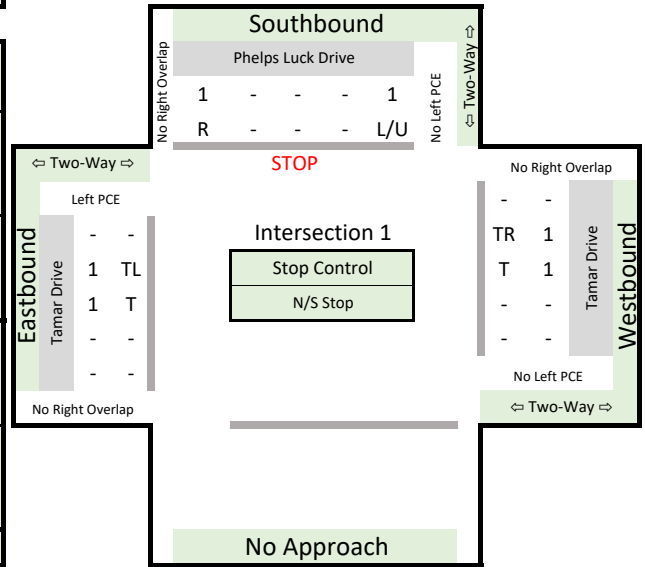 Southbound
Phelps Luck Drive
No Right Overlap
1 - - - 1
R - - - L/U
No Left PCE
⇦ Two-Way ⇨
STOP
⇦ Two-Way ⇨
Left PCE
Eastbound
Tamar Drive
- -
1 TL
1 T
- -
- -
No Right Overlap
Intersection 1
Stop Control
N/S Stop
No Right Overlap
- -
TR 1
T 1
- -
- -
Tamar Drive
Westbound
No Left PCE
⇦ Two-Way ⇨
No Approach